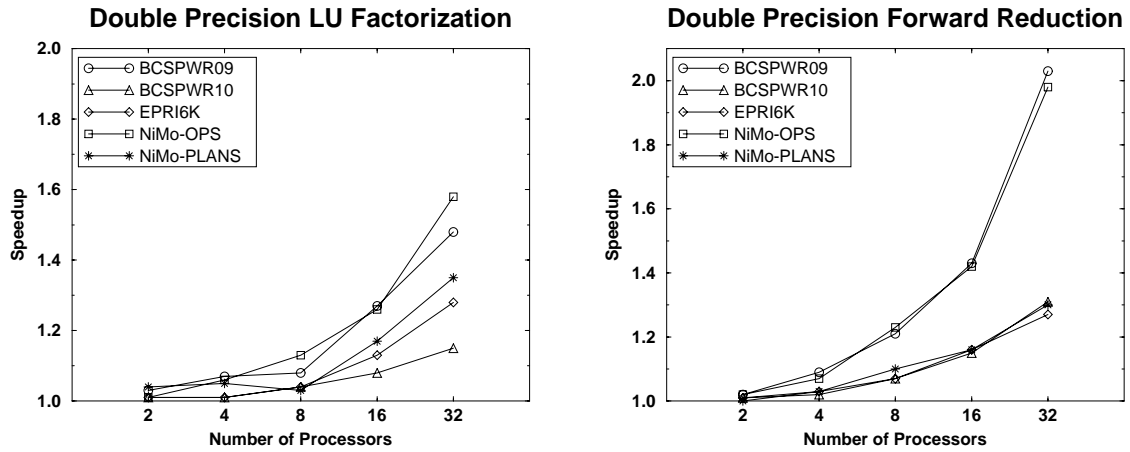 Double Precision LU Factorization
2.0
1.8
1.6
1.4
1.2
1.0
Speedup
BCSPWR09
BCSPWR10
EPRI6K
NiMo-OPS
NiMo-PLANS
2 4 8 16 32
Number of Processors
Double Precision Forward Reduction
2.0
1.8
1.6
1.4
1.2
1.0
Speedup
BCSPWR09
BCSPWR10
EPRI6K
NiMo-OPS
NiMo-PLANS
2 4 8 16 32
Number of Processors